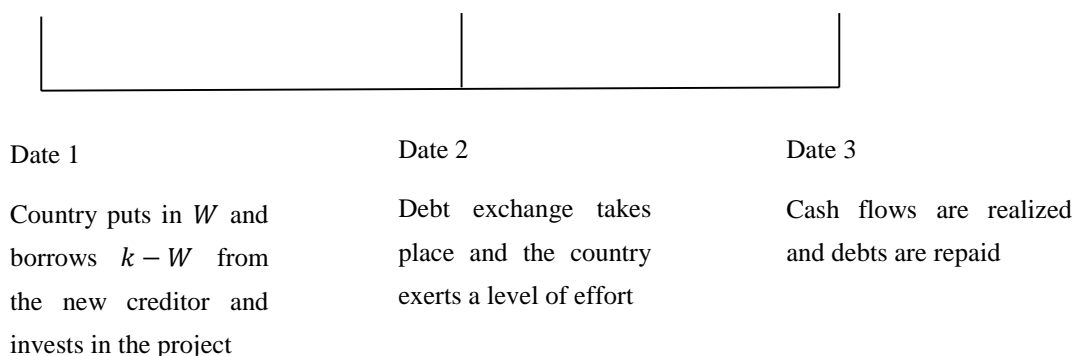 Date 1
Country puts in W and
borrows k − W from
the new creditor and
invests in the project
Date 2
Debt exchange takes
place and the country
exerts a level of effort
Date 3
Cash flows are realized
and debts are repaid